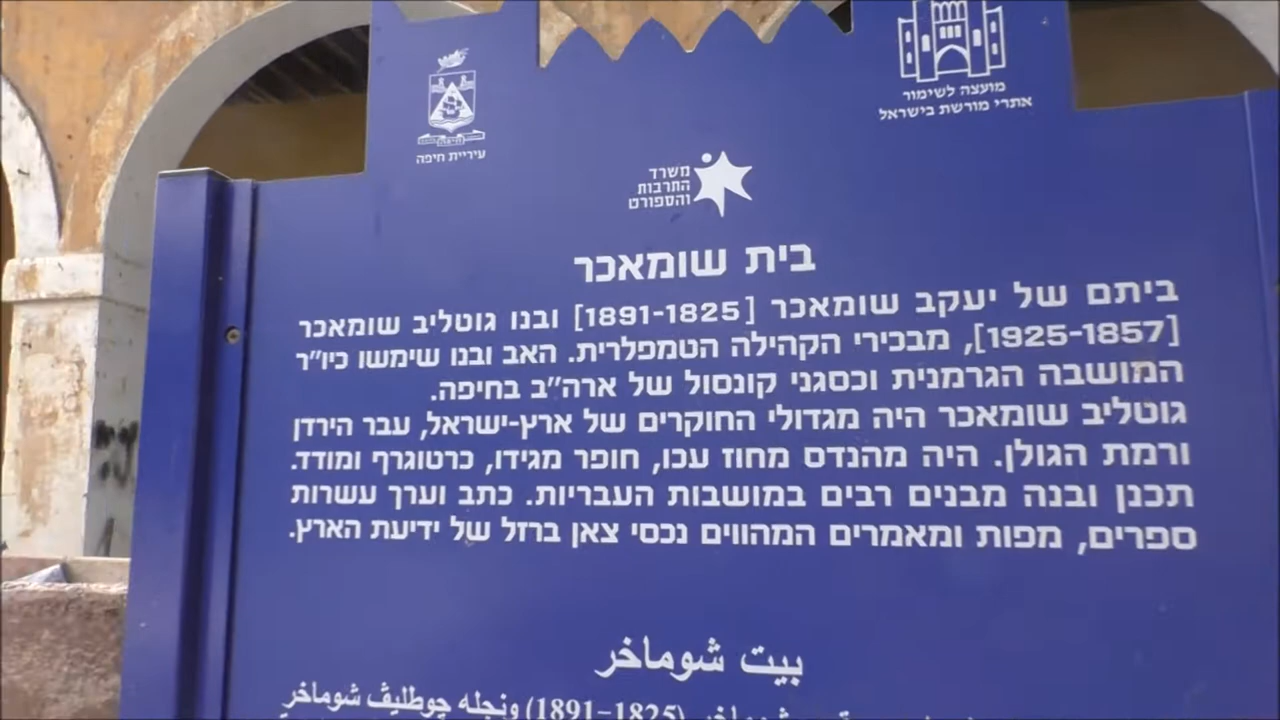 עיריית חיפה
מועצה לשימור
אתרי מורשת בישראל
משרד
התרבות
והספורט
בית שומאכר
ביתם של יעקב שומאכר [1891-1825] ובנו גוטליב שומאכר
[1925-1857], מבכירי הקהילה הטמפלרית. האב ובנו שימשו כיו"ר
המושבה הגרמנית וכסגני קונסול של ארה"ב בחיפה.
גוטליב שומאכר היה מגדולי החוקרים של ארץ-ישראל, עבר הירדן
ורמת הגולן. היה מהנדס מחוז עכו, חופר מגידו, כרטוגרף ומודד.
תכנן ובנה מבנים רבים במושבות העבריות. כתב וערך עשרות
ספרים, מפות ומאמרים המהווים נכסי צאן ברזל של ידיעת הארץ.
بيت شوماخر
شوماخر (1825-1891) ونجله چوطليڤ شوماخر